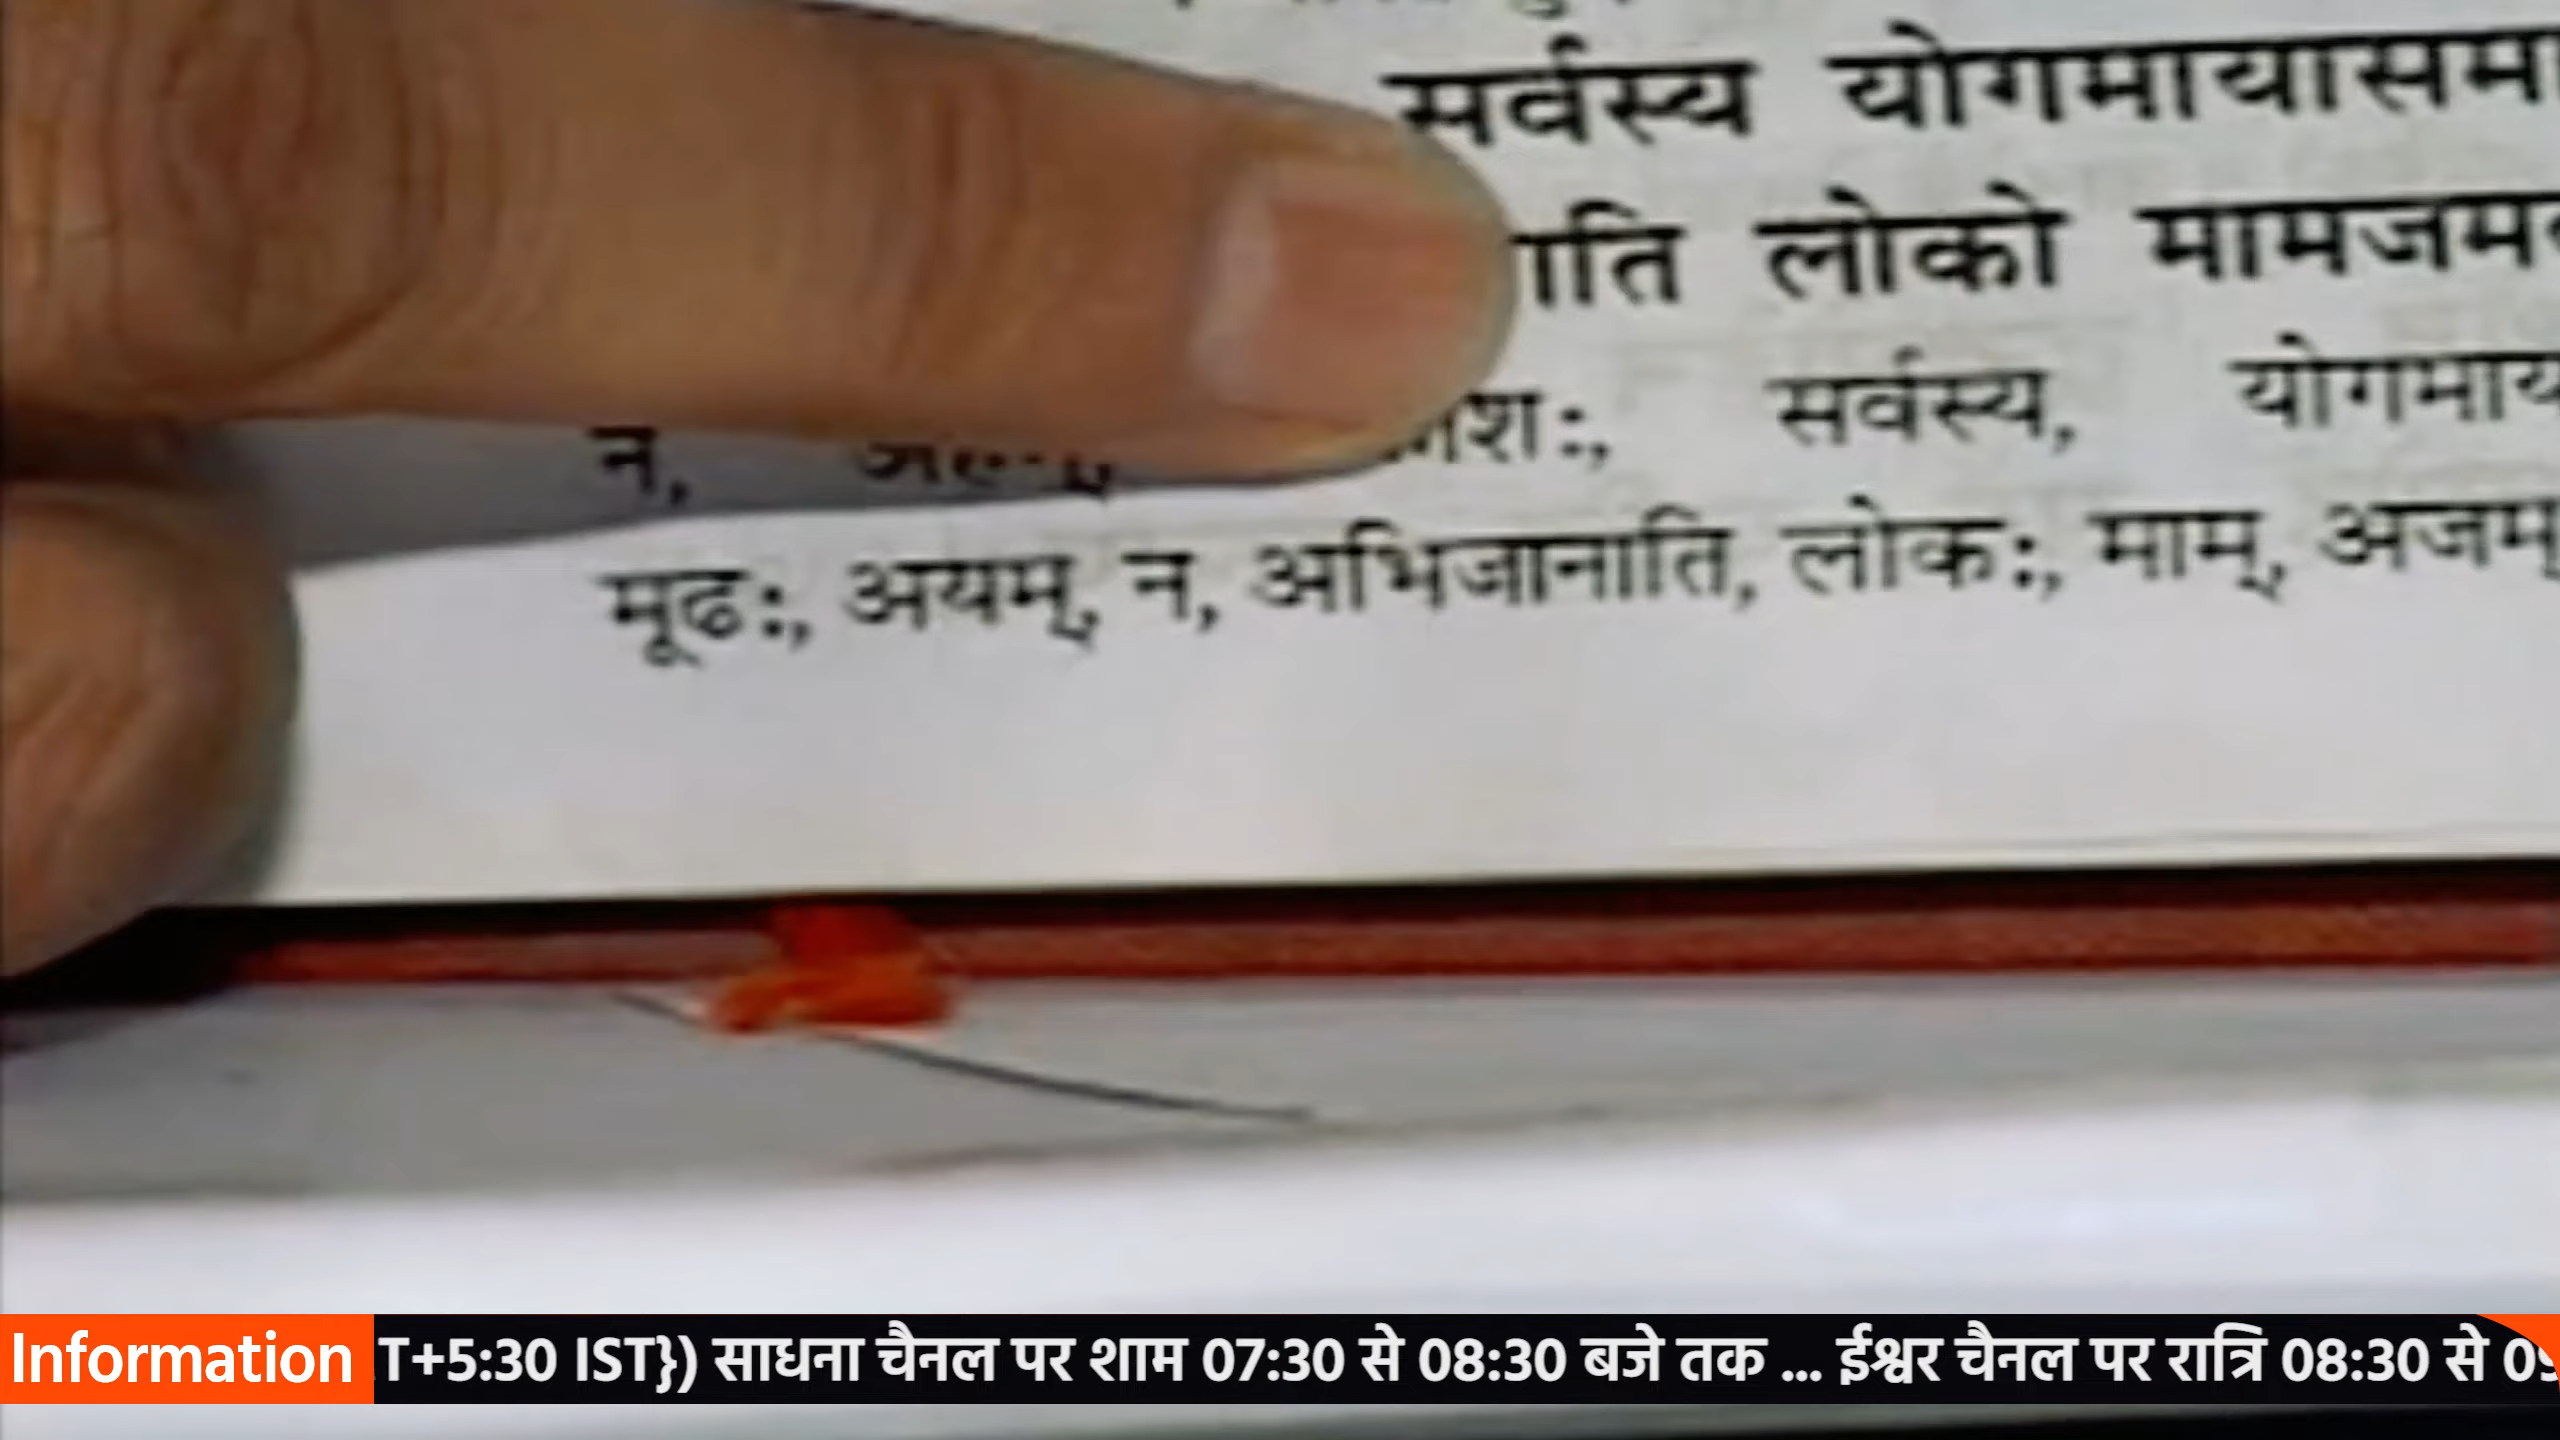 सर्वस्य योगमायासमा
ाति लोको मामजम
न, सर्वस्य, योगमाय
मूढः, अयम्, न, अभिजानाति, लोकः, माम्, अजम्
Information T+5:30 IST}) साधना चैनल पर शाम 07:30 से 08:30 बजे तक ... ईश्वर चैनल पर रात्रि 08:30 से 09